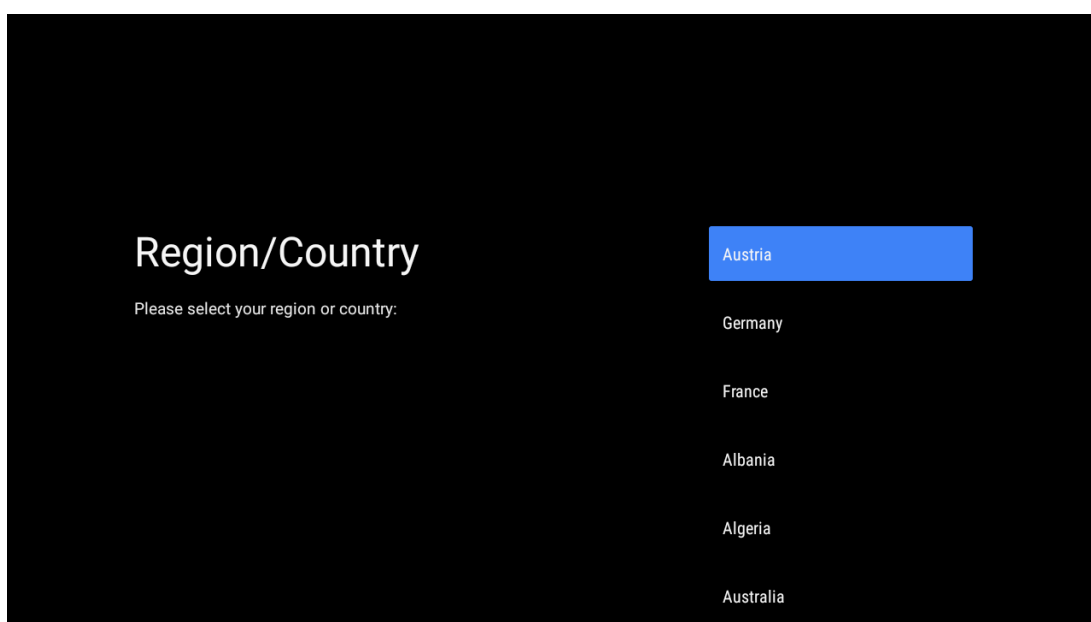 Region/Country
Please select your region or country:
Austria
Germany
France
Albania
Algeria
Australia